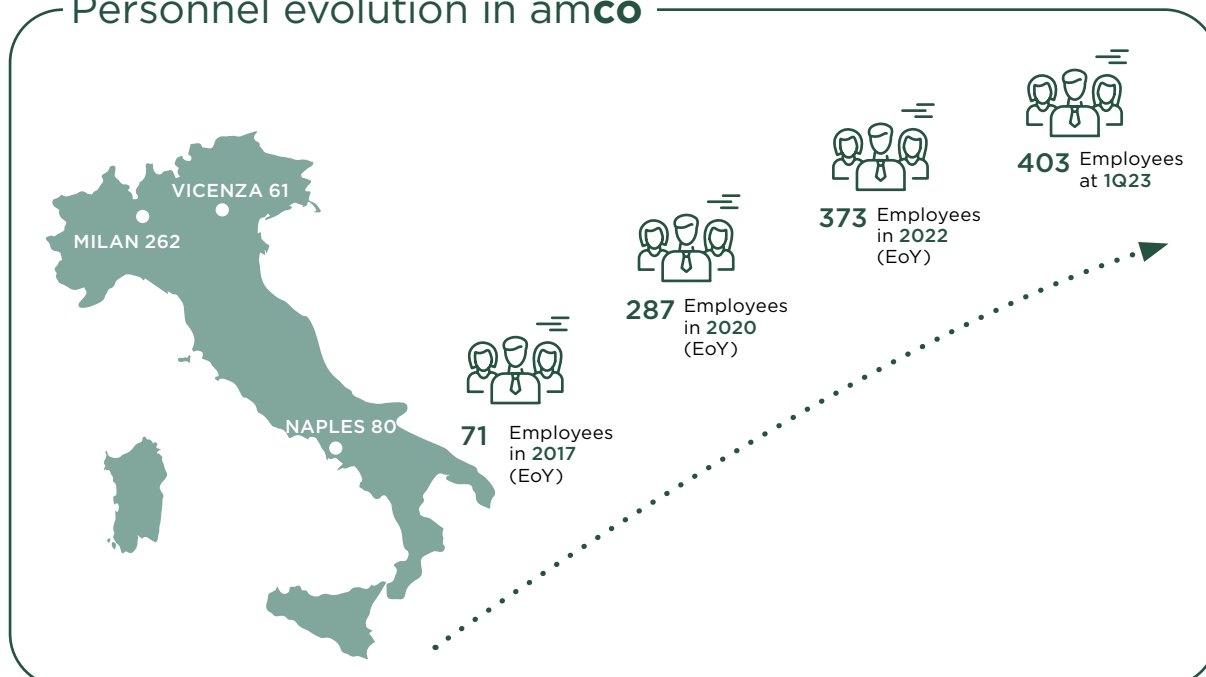 Personnel evolution in amco
VICENZA 61
MILAN 262
NAPLES 80
71 Employees
in 2017
(EoY)
287 Employees
in 2020
(EoY)
373 Employees
in 2022
(EoY)
403 Employees
at 1Q23